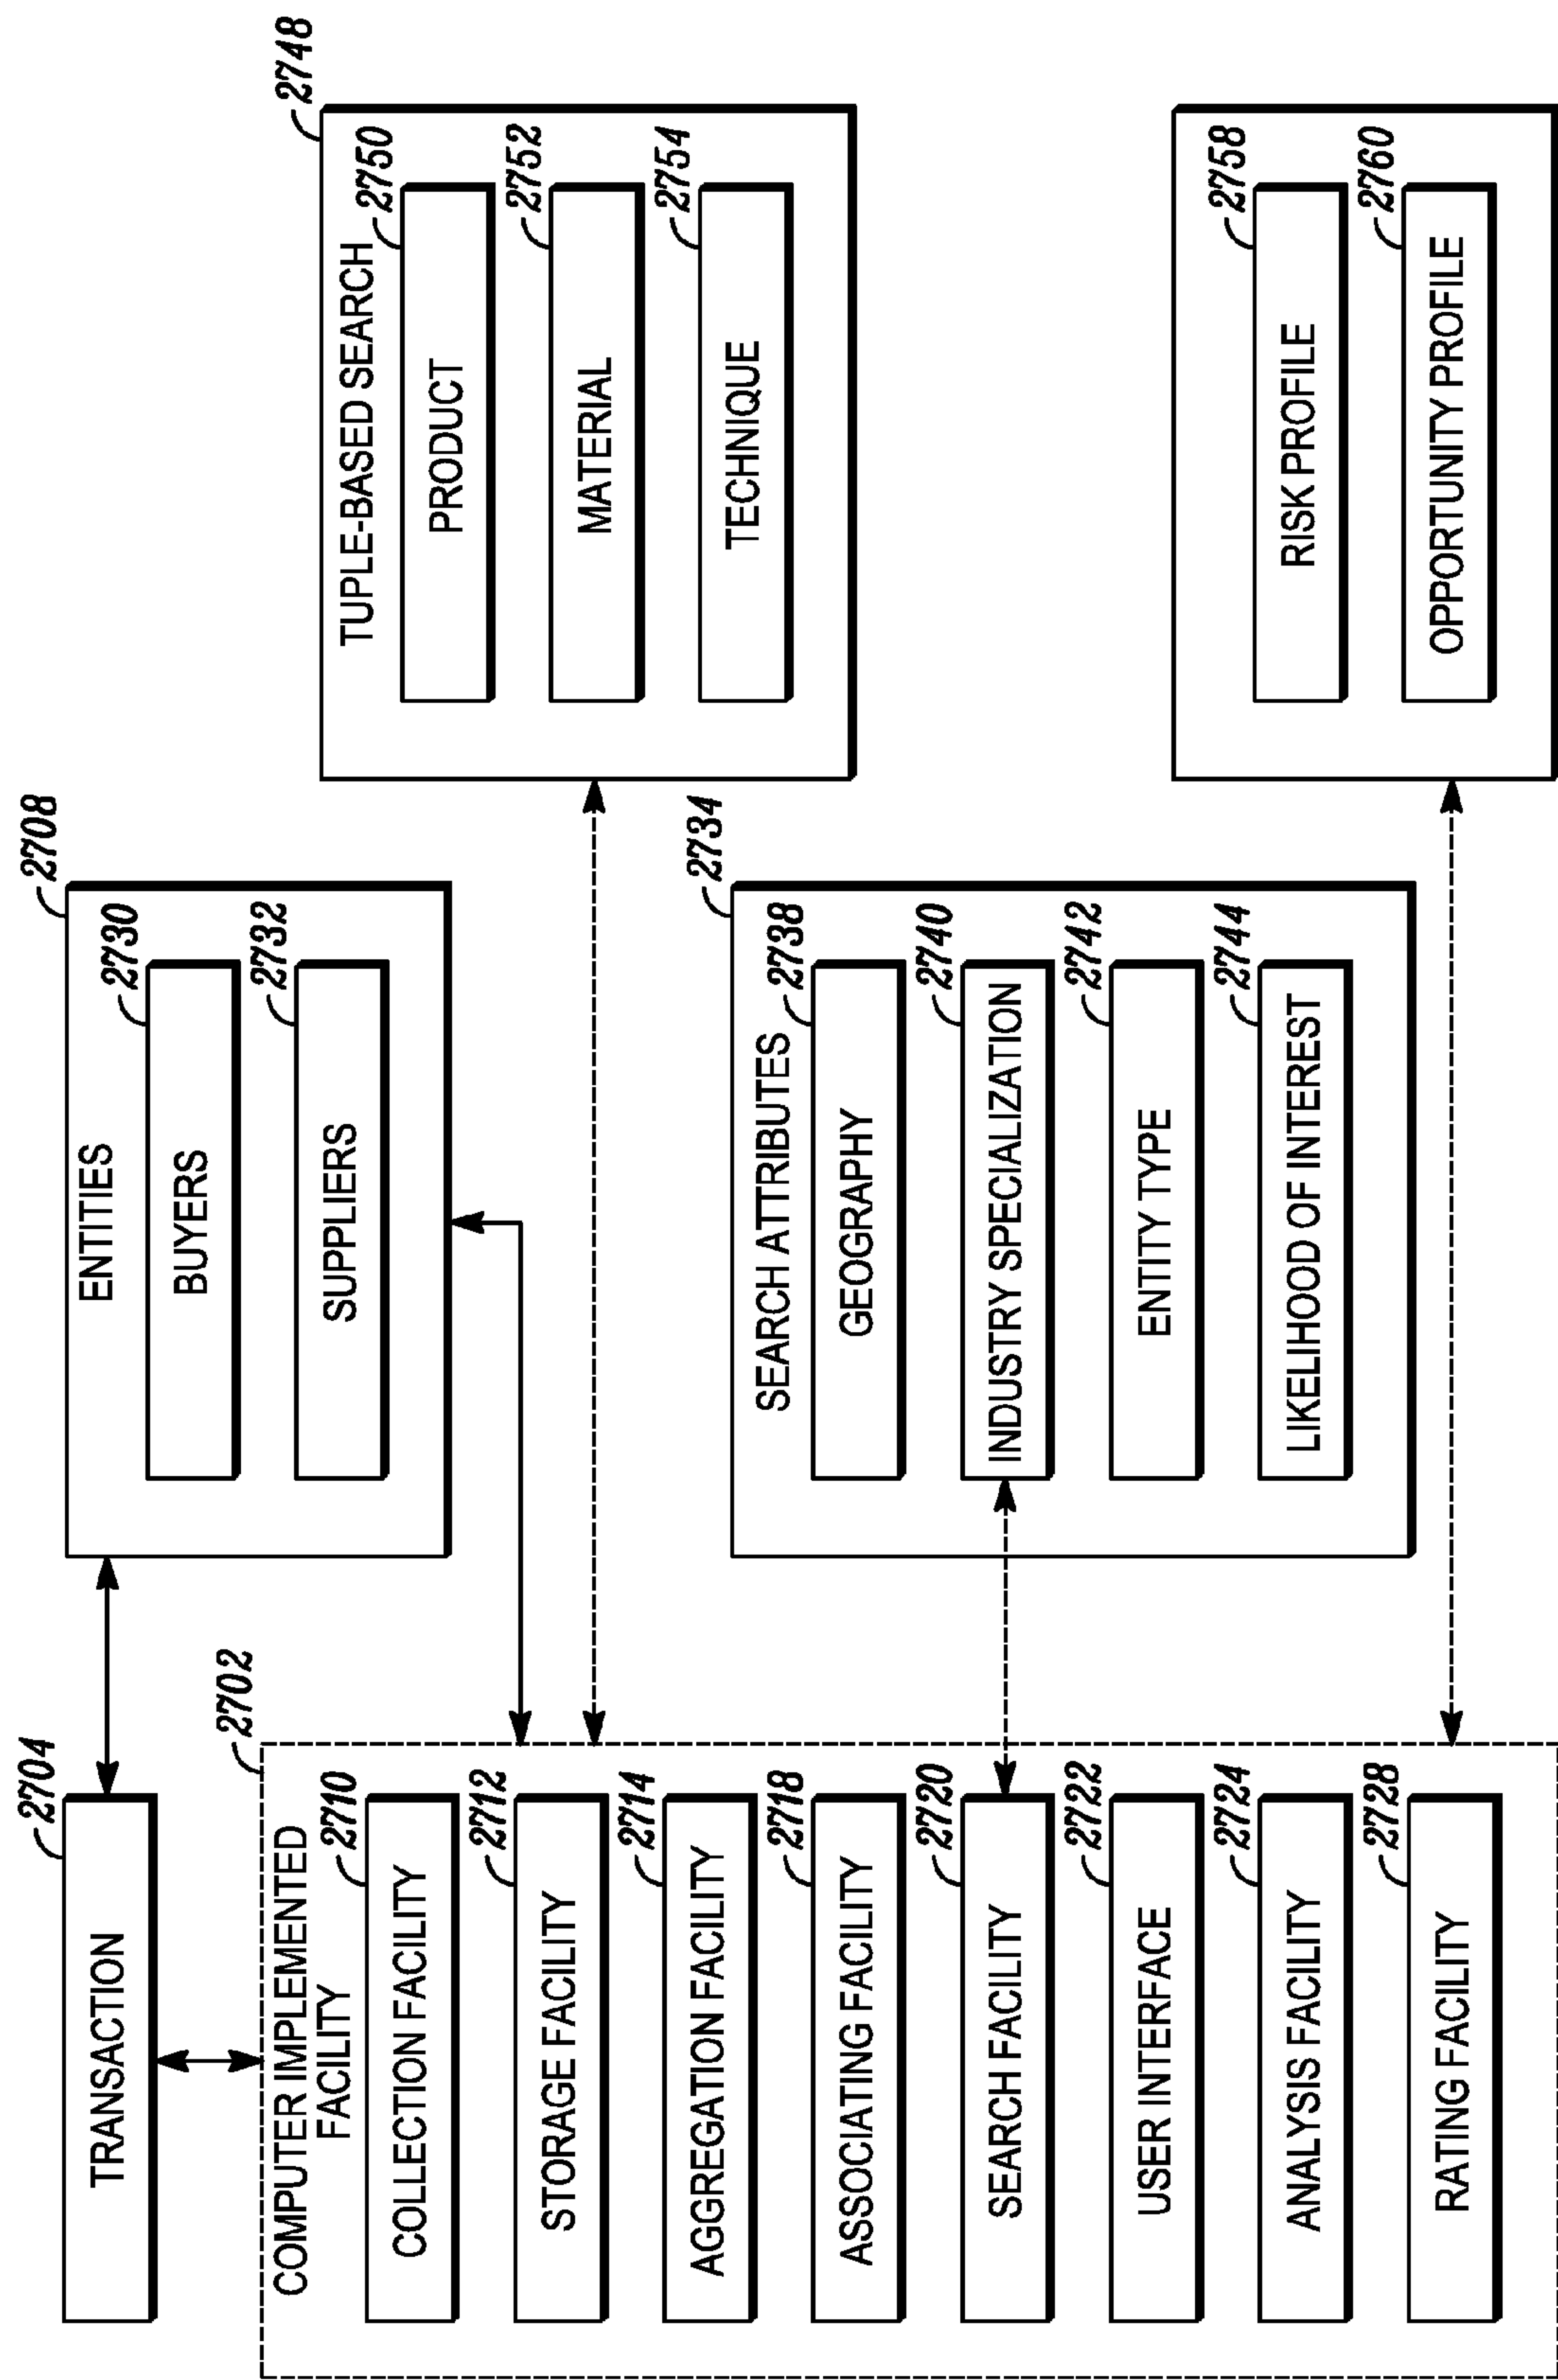 2704
TRANSACTION
2702
COMPUTER IMPLEMENTED
FACILITY
2710
COLLECTION FACILITY
2712
STORAGE FACILITY
2714
AGGREGATION FACILITY
2718
ASSOCIATING FACILITY
2720
SEARCH FACILITY
2722
USER INTERFACE
2724
ANALYSIS FACILITY
2728
RATING FACILITY
2708
ENTITIES
2730
BUYERS
2732
SUPPLIERS
2734
SEARCH ATTRIBUTES
2738
GEOGRAPHY
2740
INDUSTRY SPECIALIZATION
2742
ENTITY TYPE
2744
LIKELIHOOD OF INTEREST
2748
TUPLE-BASED SEARCH
2750
PRODUCT
2752
MATERIAL
2754
TECHNIQUE
2758
RISK PROFILE
2760
OPPORTUNITY PROFILE